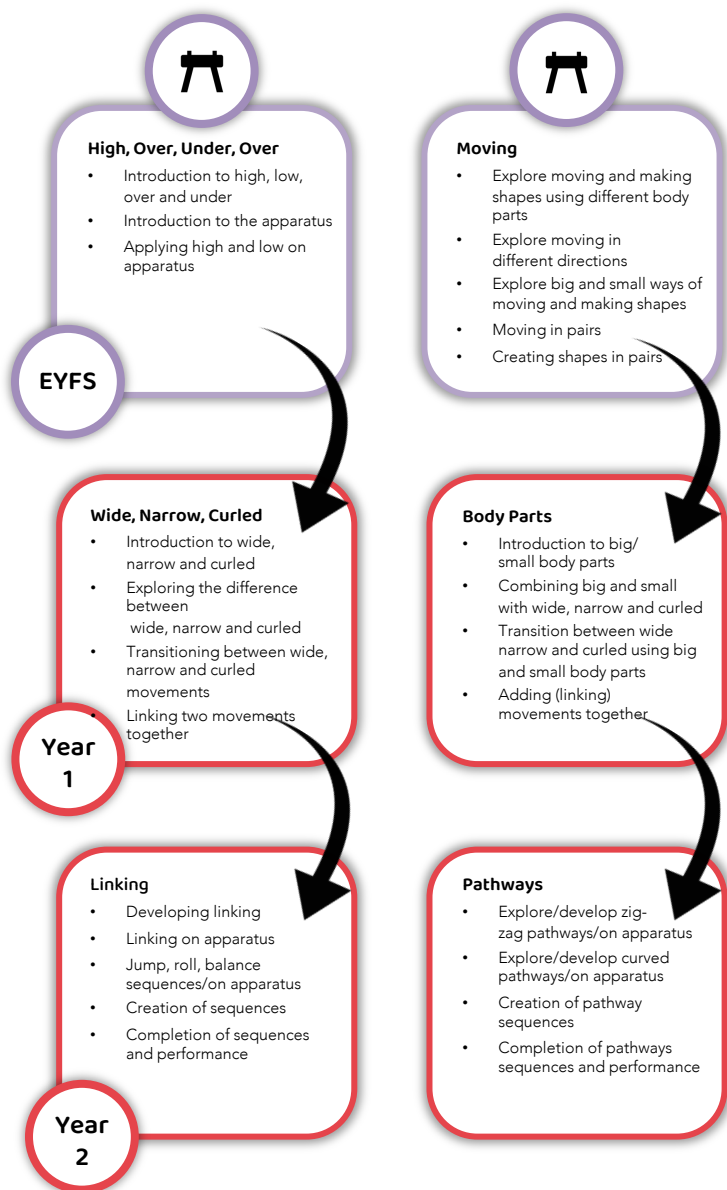 High, Over, Under, Over
• Introduction to high, low,
over and under
• Introduction to the apparatus
• Applying high and low on
apparatus
EYFS
Moving
• Explore moving and making
shapes using different body
parts
• Explore moving in
different directions
• Explore big and small ways of
moving and making shapes
• Moving in pairs
• Creating shapes in pairs
Wide, Narrow, Curled
• Introduction to wide,
narrow and curled
• Exploring the difference
between
wide, narrow and curled
• Transitioning between wide,
narrow and curled
movements
• Linking two movements
together
Year
1
Body Parts
• Introduction to big/
small body parts
• Combining big and small
with wide, narrow and curled
• Transition between wide
narrow and curled using big
and small body parts
• Adding (linking)
movements together
Linking
• Developing linking
• Linking on apparatus
• Jump, roll, balance
sequences/on apparatus
• Creation of sequences
• Completion of sequences
and performance
Year
2
Pathways
• Explore/develop zig-
zag pathways/on apparatus
• Explore/develop curved
pathways/on apparatus
• Creation of pathway
sequences
• Completion of pathways
sequences and performance